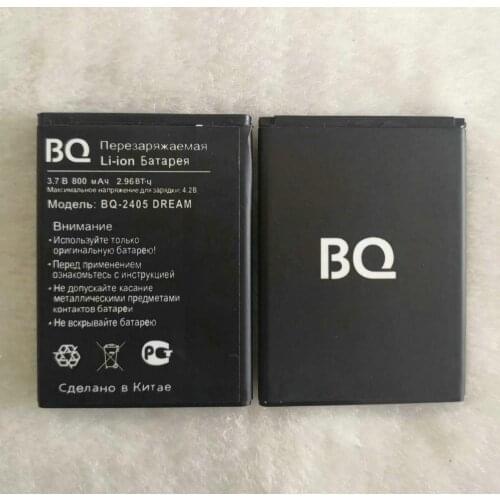 BQ
Перезаряжаемая
Li-ion Батарея
3.7 В 800 мАч 2.96Вт-ч
Максимальное напряжение для зарядки: 4.2В
Модель: BQ-2405 DREAM
Внимание
•Используйте только
оригинальную батарею!
•Перед применением
ознакомьтесь с инструкцией
•Не допускайте касание
металлическими предметами
контактов батареи
•Не вскрывайте батарею
Сделано в Китае
BQ